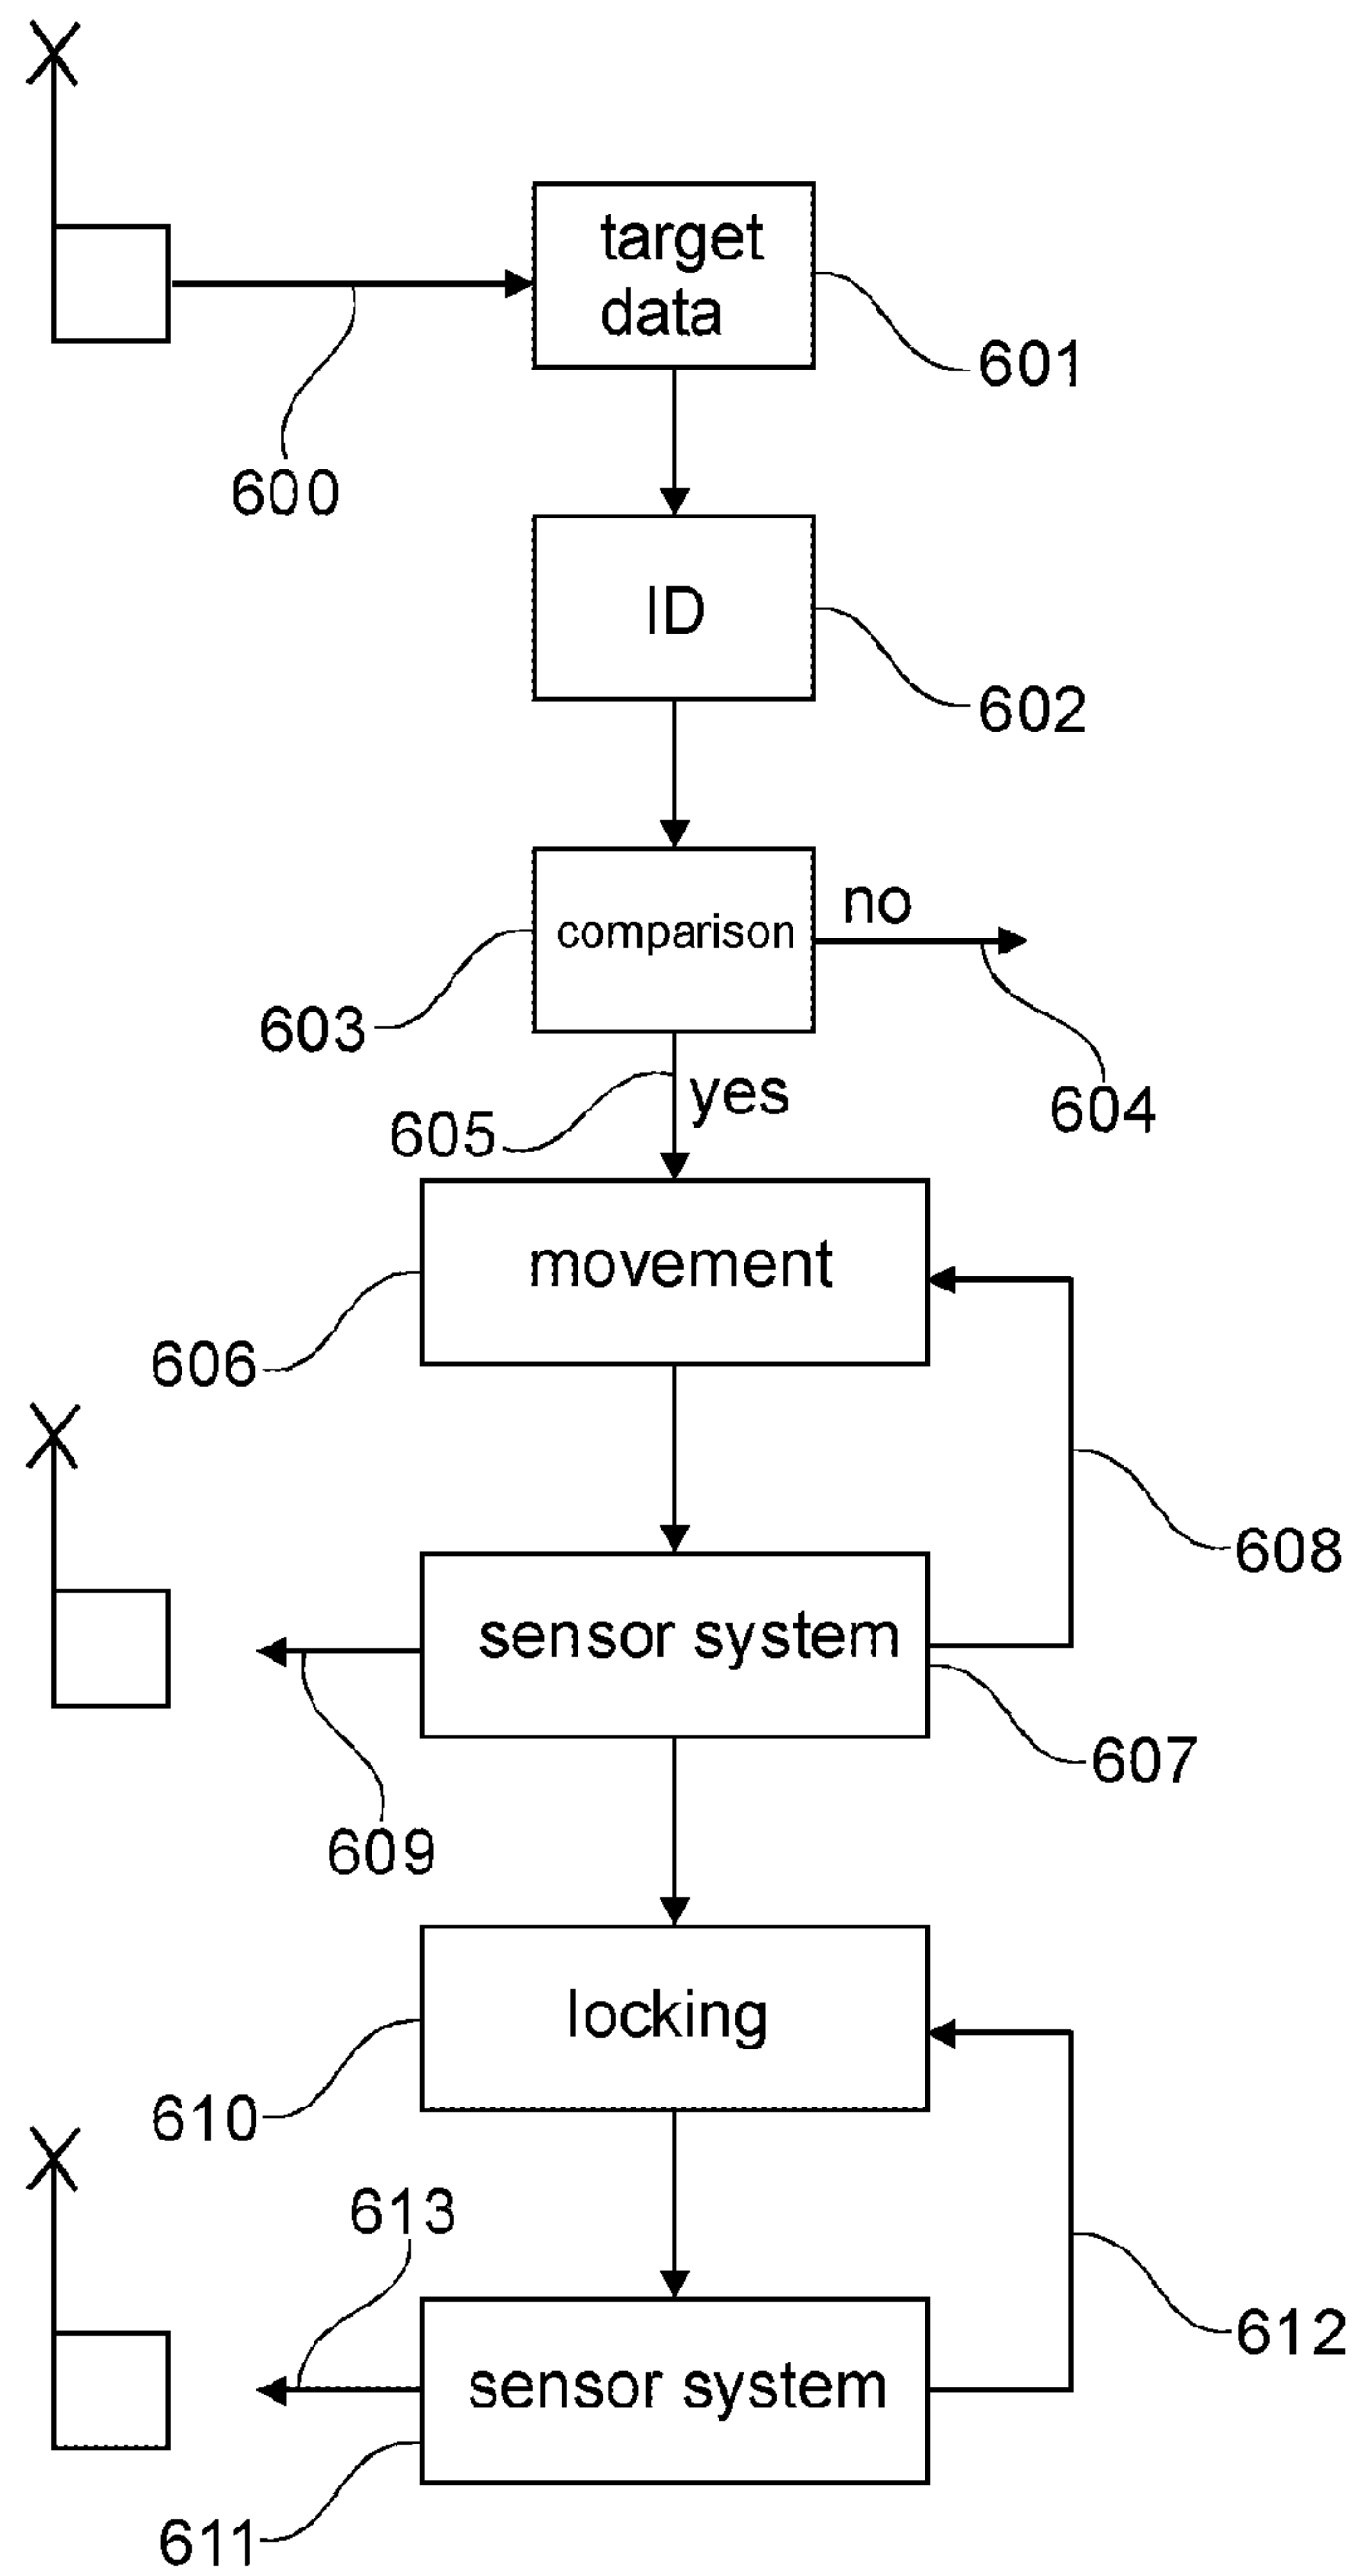 target
data
601
600
ID
602
comparison
no
603
604
yes
605
movement
606
608
sensor system
607
609
locking
610
613
612
sensor system
611